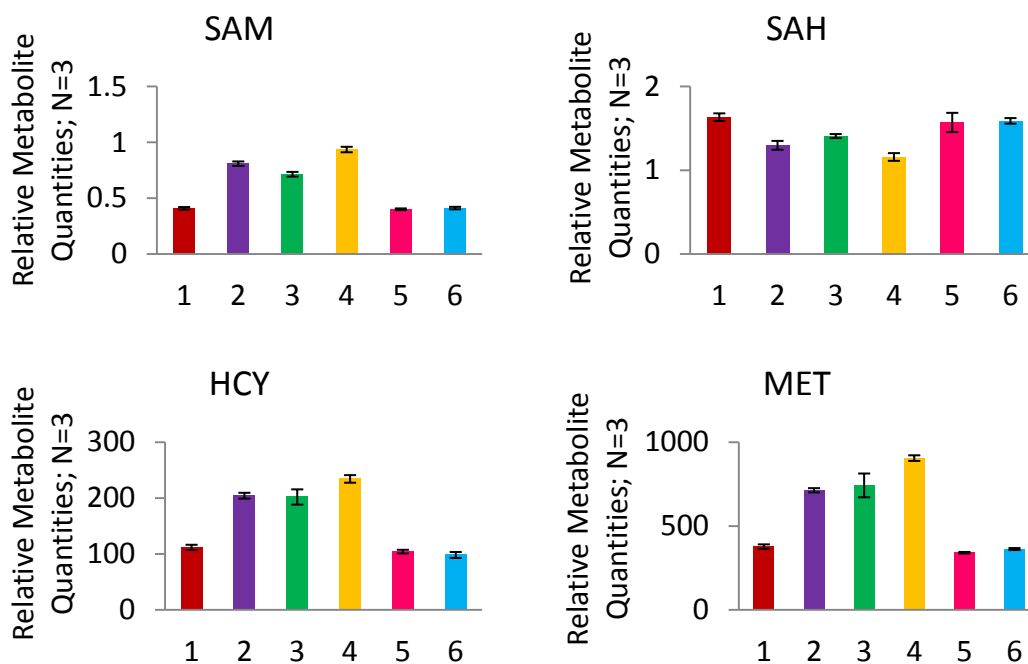 SAM
Relative Metabolite
Quantities; N=3
1.5
1
0.5
0
1 2 3 4 5 6
SAH
Relative Metabolite
Quantities; N=3
2
1
0
1 2 3 4 5 6
HCY
Relative Metabolite
Quantities; N=3
300
200
100
0
1 2 3 4 5 6
MET
Relative Metabolite
Quantities; N=3
1000
500
0
1 2 3 4 5 6